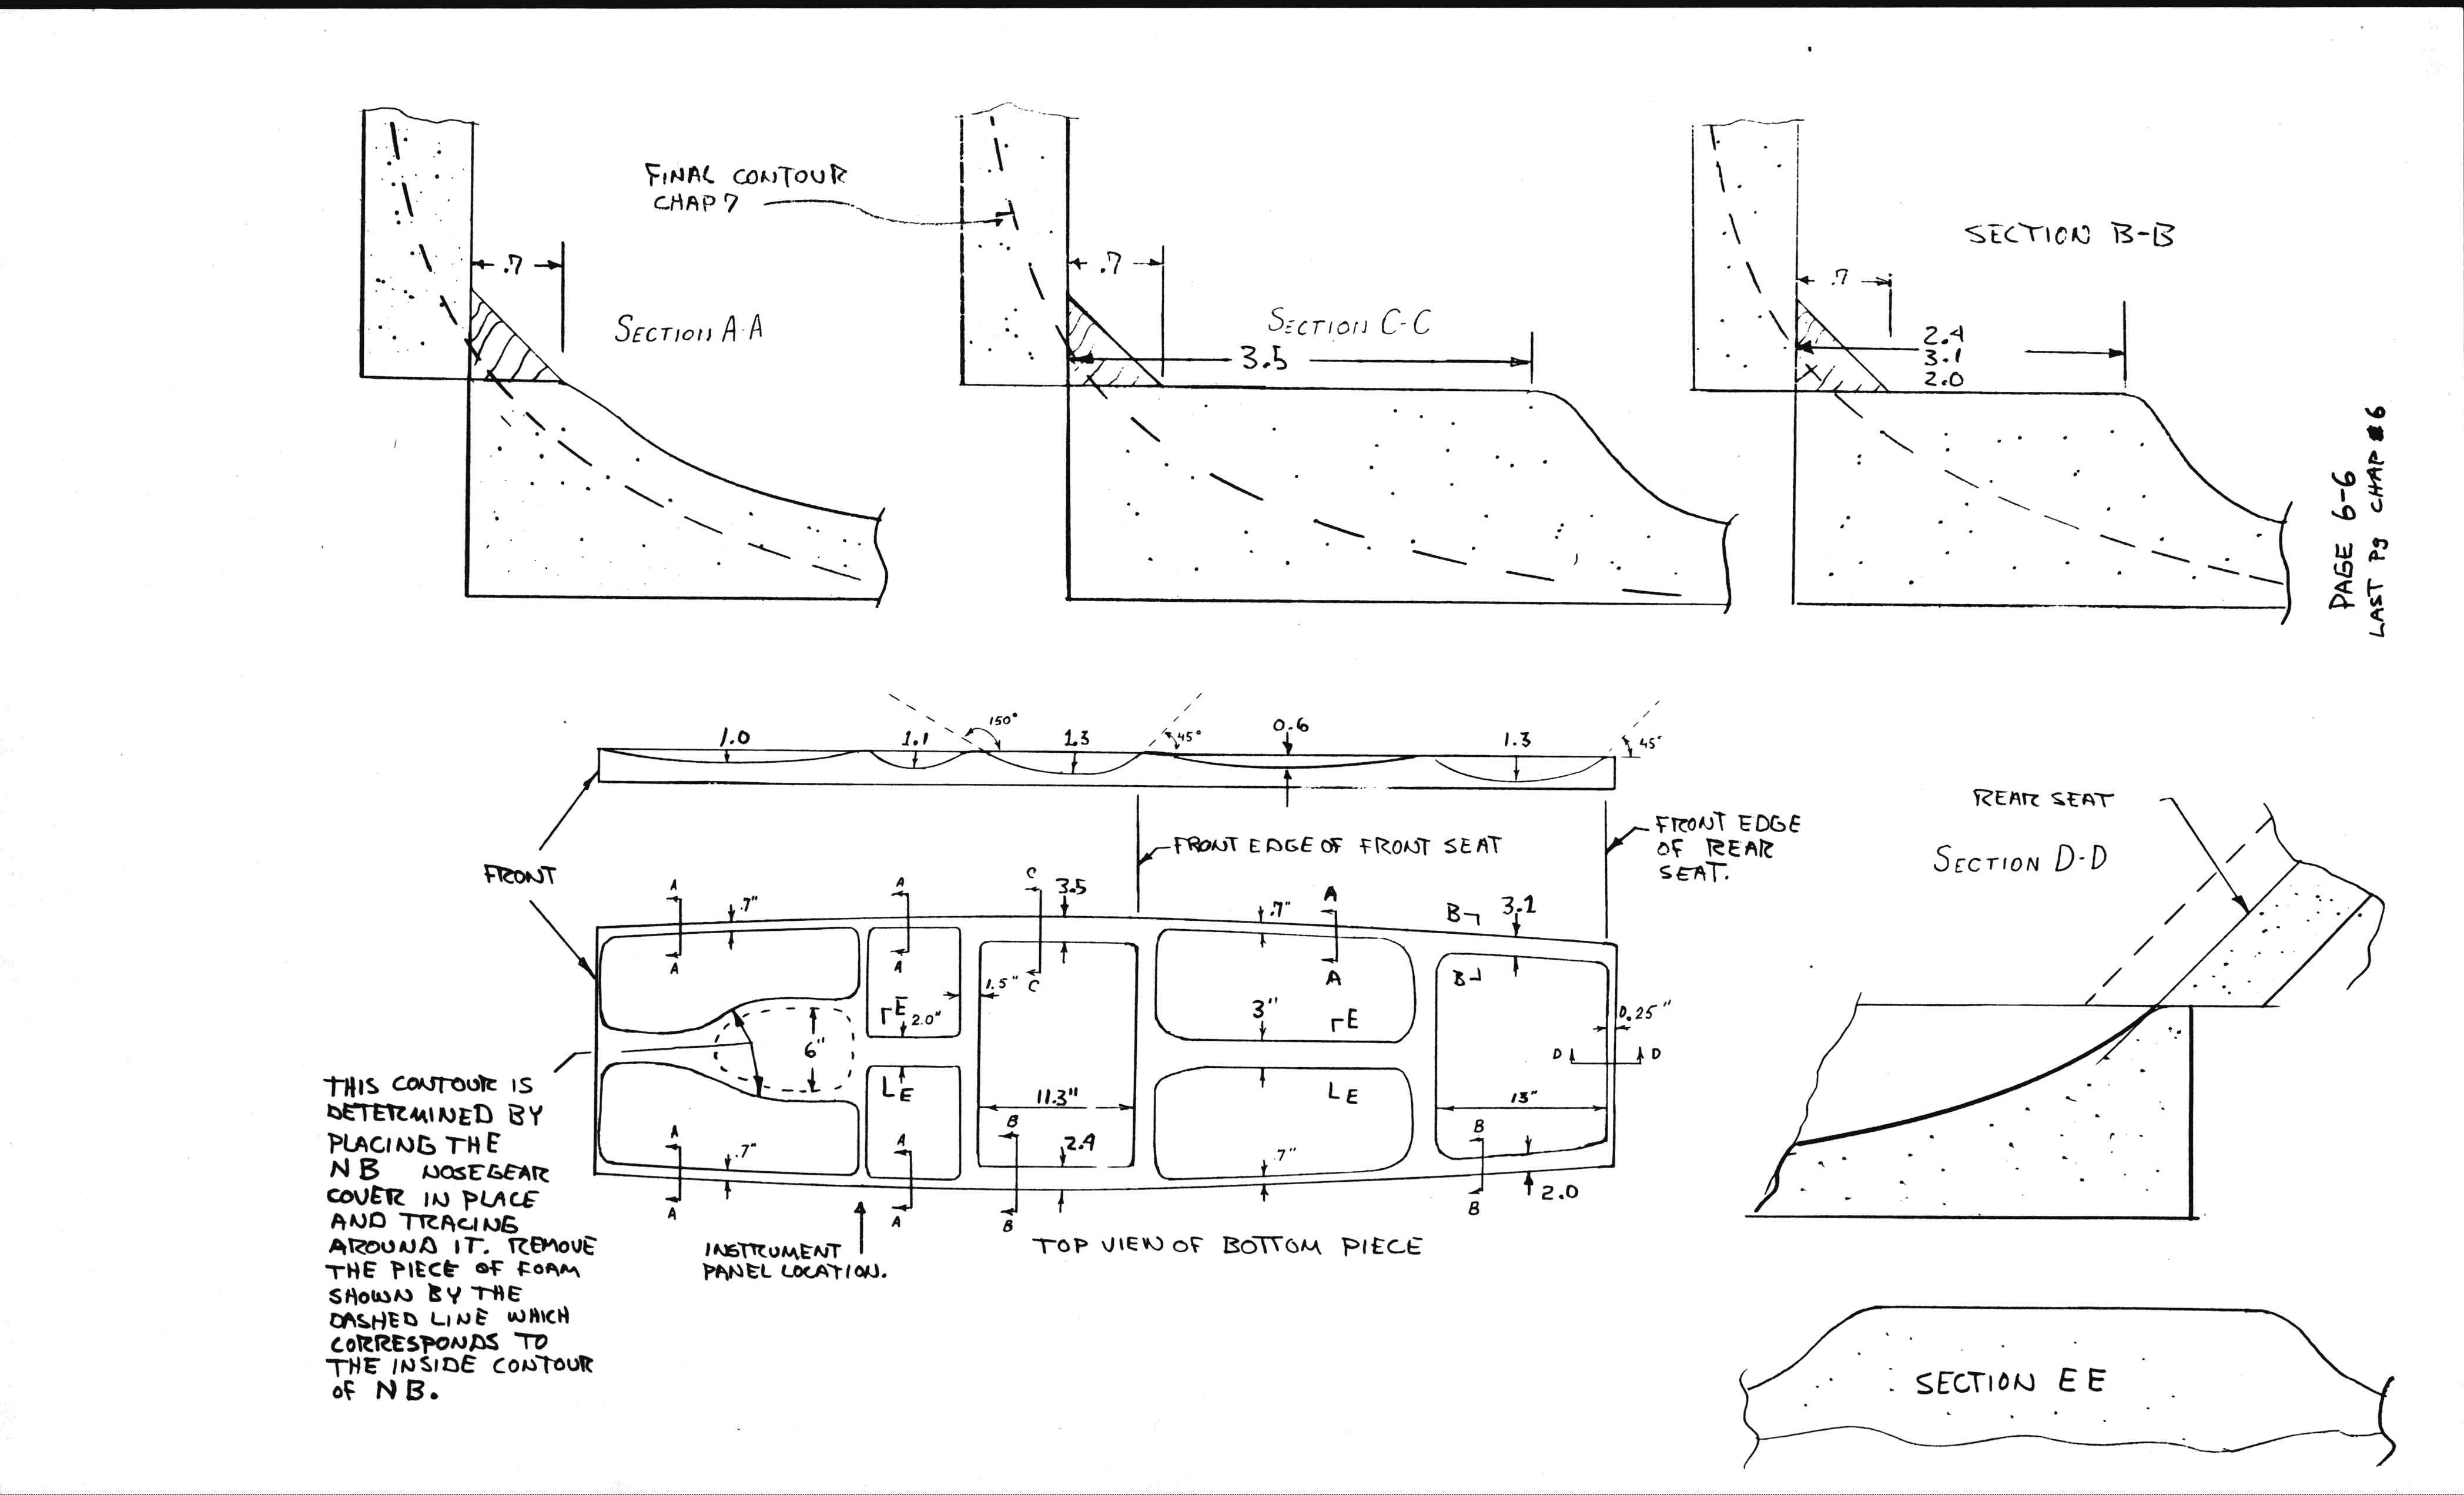 FINAL CONTOUR
CHAP 7
.7
SECTION A-A
.7
SECTION C-C
3.5
SECTION B-B
.7
2.4
3.1
2.0
PAGE 6-6
LAST Pg CHAP 6
1.0
1.1
150°
1.3
45°
0.6
1.3
45°
FRONT
FRONT EDGE OF FRONT SEAT
FRONT EDGE
OF REAR
SEAT.
REAR SEAT
SECTION D-D
A
.7"
A
C
3.5
.7"
A
B
3.1
A
A
1.5"
C
A
B
E
2.0"
3"
E
0.25"
6"
D
D
E
E
11.3"
13"
A
.7"
A
B
2.4
.7"
B
A
A
B
B
2.0
THIS CONTOUR IS
DETERMINED BY
PLACING THE
NB NOSEGEAR
COVER IN PLACE
AND TRACING
AROUND IT. REMOVE
THE PIECE OF FOAM
SHOWN BY THE
DASHED LINE WHICH
CORRESPONDS TO
THE INSIDE CONTOUR
OF NB.
INSTRUMENT
PANEL LOCATION.
TOP VIEW OF BOTTOM PIECE
SECTION EE